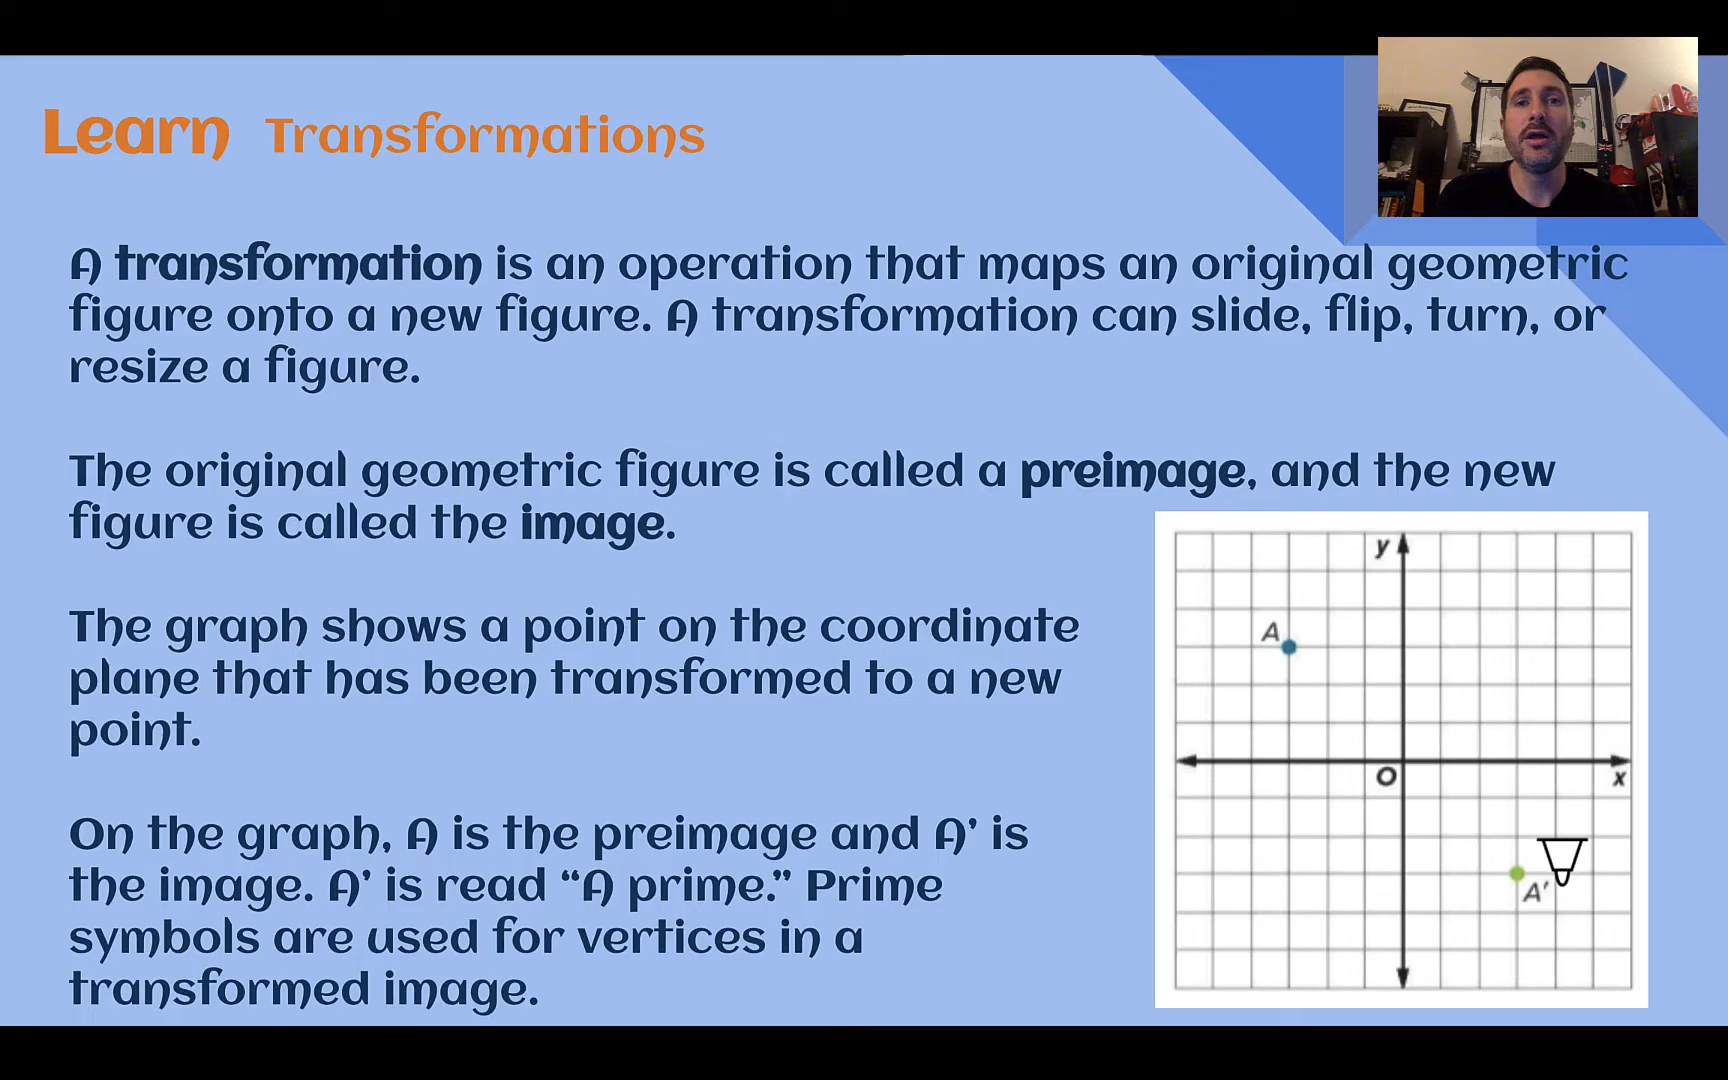 Learn Transformations
A transformation is an operation that maps an original geometric
figure onto a new figure. A transformation can slide, flip, turn, or
resize a figure.
The original geometric figure is called a preimage, and the new
figure is called the image.
The graph shows a point on the coordinate
plane that has been transformed to a new
point.
On the graph, A is the preimage and A’ is
the image. A’ is read “A prime.” Prime
symbols are used for vertices in a
transformed image.
y
A
O
x
A'